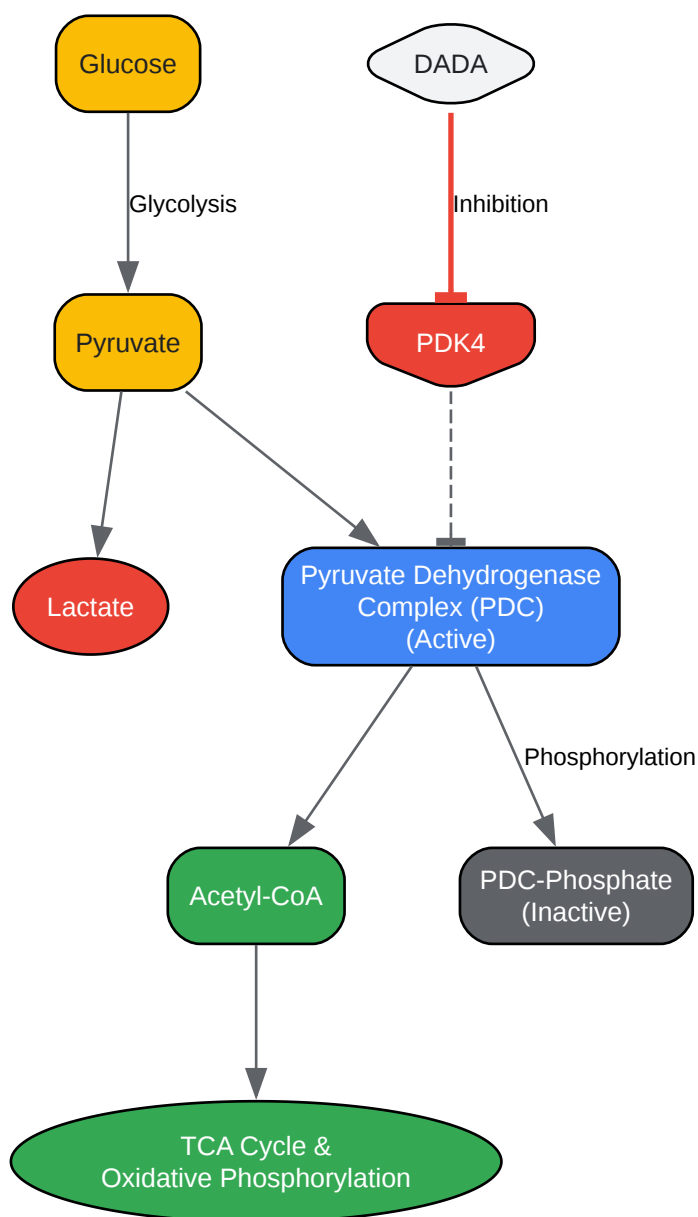 Glucose
DADA
Glycolysis
Inhibition
Pyruvate
PDK4
Pyruvate Dehydrogenase
Complex (PDC)
(Active)
Lactate
Phosphorylation
Acetyl-CoA
PDC-Phosphate
(Inactive)
TCA Cycle &
Oxidative Phosphorylation